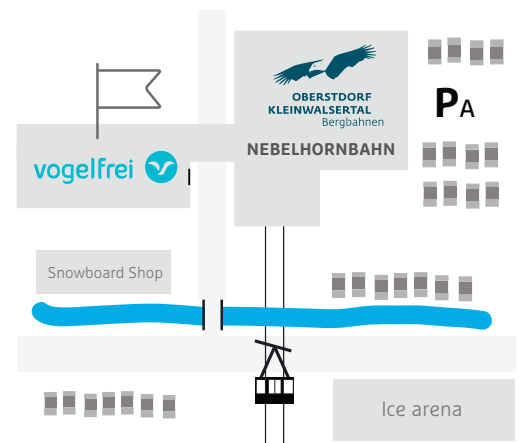 OBERSTDORF
KLEINWALSERTAL
Bergbahnen
NEBELHORNBAHN
PA
vogelfrei
Snowboard Shop
Ice arena